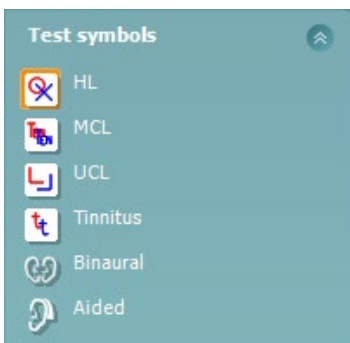 Test symbols
HL
MCL
UCL
Tinnitus
Binaural
Aided